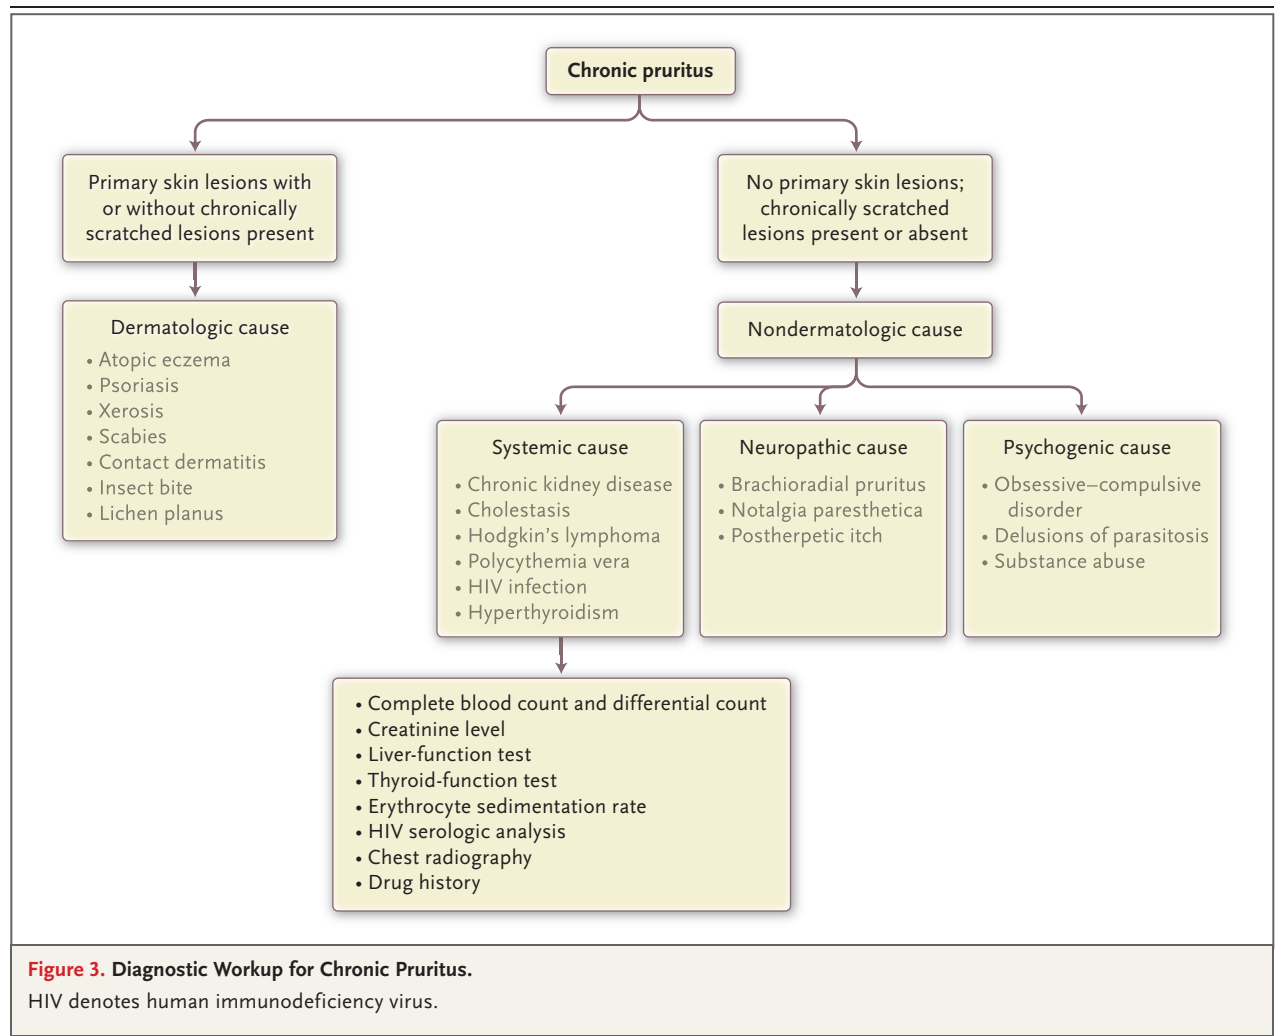 Chronic pruritus
Primary skin lesions with
or without chronically
scratched lesions present
No primary skin lesions;
chronically scratched
lesions present or absent
Dermatologic cause
• Atopic eczema
• Psoriasis
• Xerosis
• Scabies
• Contact dermatitis
• Insect bite
• Lichen planus
Nondermatologic cause
Systemic cause
• Chronic kidney disease
• Cholestasis
• Hodgkin’s lymphoma
• Polycythemia vera
• HIV infection
• Hyperthyroidism
Neuropathic cause
• Brachioradial pruritus
• Notalgia paresthetica
• Postherpetic itch
Psychogenic cause
• Obsessive–compulsive
disorder
• Delusions of parasitosis
• Substance abuse
• Complete blood count and differential count
• Creatinine level
• Liver-function test
• Thyroid-function test
• Erythrocyte sedimentation rate
• HIV serologic analysis
• Chest radiography
• Drug history
Figure 3. Diagnostic Workup for Chronic Pruritus.
HIV denotes human immunodeficiency virus.